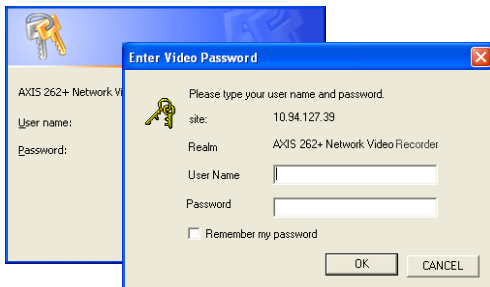 Enter Video Password
AXIS 262+ Network Vi
User name:
Password:
Please type your user name and password.
site: 10.94.127.39
Realm AXIS 262+ Network Video Recorder
User Name
Password
Remember my password
OK CANCEL